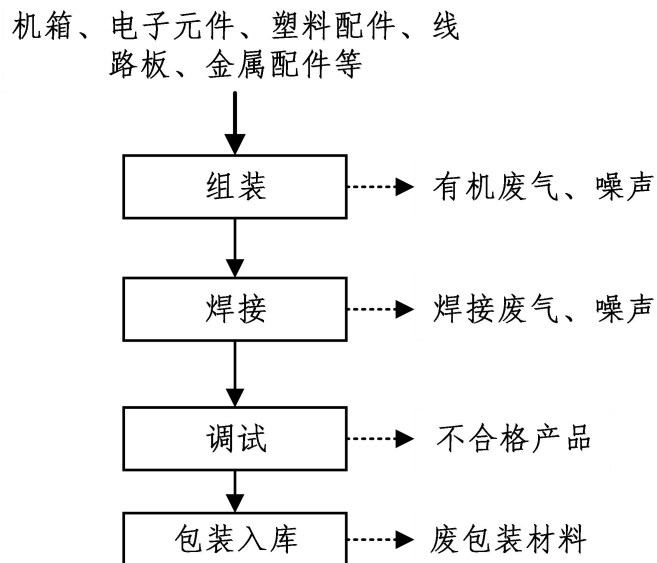 机箱、电子元件、塑料配件、线
路板、金属配件等
组装
有机废气、噪声
焊接
焊接废气、噪声
调试
不合格产品
包装入库
废包装材料